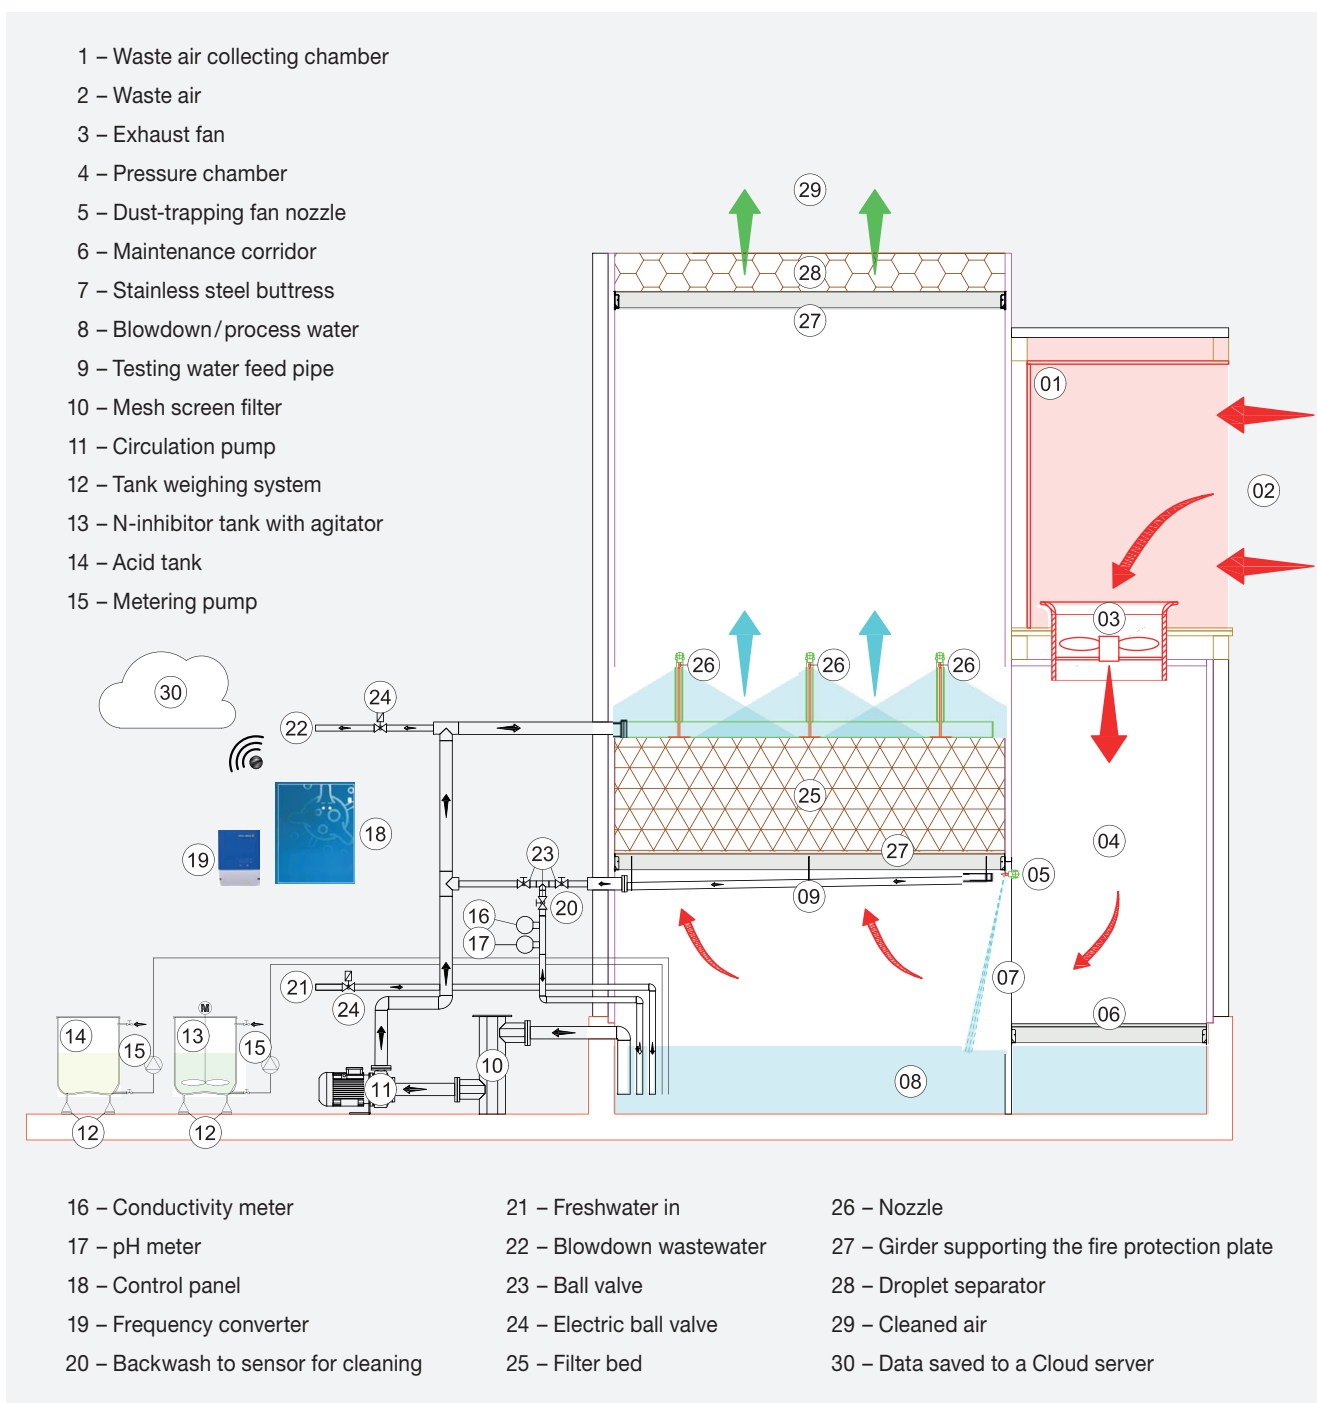 1 – Waste air collecting chamber
2 – Waste air
3 – Exhaust fan
4 – Pressure chamber
5 – Dust-trapping fan nozzle
6 – Maintenance corridor
7 – Stainless steel buttress
8 – Blowdown/process water
9 – Testing water feed pipe
10 – Mesh screen filter
11 – Circulation pump
12 – Tank weighing system
13 – N-inhibitor tank with agitator
14 – Acid tank
15 – Metering pump
29
28
27
01
02
03
26
26
26
30
24
22
25
18
04
19
23
27
05
09
20
16
17
07
21
24
06
M
14
13
15
15
10
08
11
12
12
16 – Conductivity meter
17 – pH meter
18 – Control panel
19 – Frequency converter
20 – Backwash to sensor for cleaning
21 – Freshwater in
22 – Blowdown wastewater
23 – Ball valve
24 – Electric ball valve
25 – Filter bed
26 – Nozzle
27 – Girder supporting the fire protection plate
28 – Droplet separator
29 – Cleaned air
30 – Data saved to a Cloud server